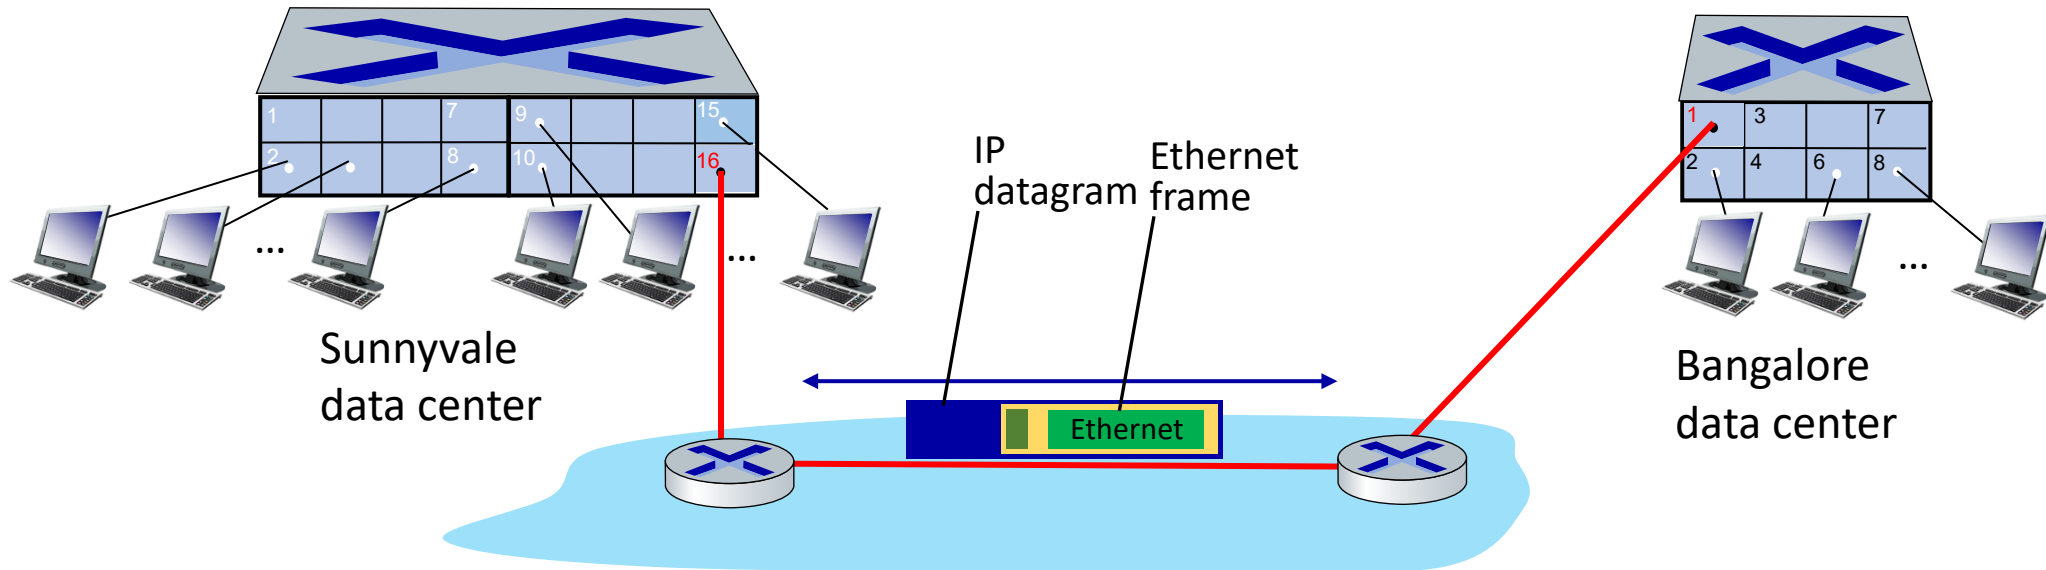 1
7
9
15
2
8
10
16
Sunnyvale
data center
IP
datagram
Ethernet
frame
Ethernet
1
3
7
2
4
6
8
Bangalore
data center
...
...
...